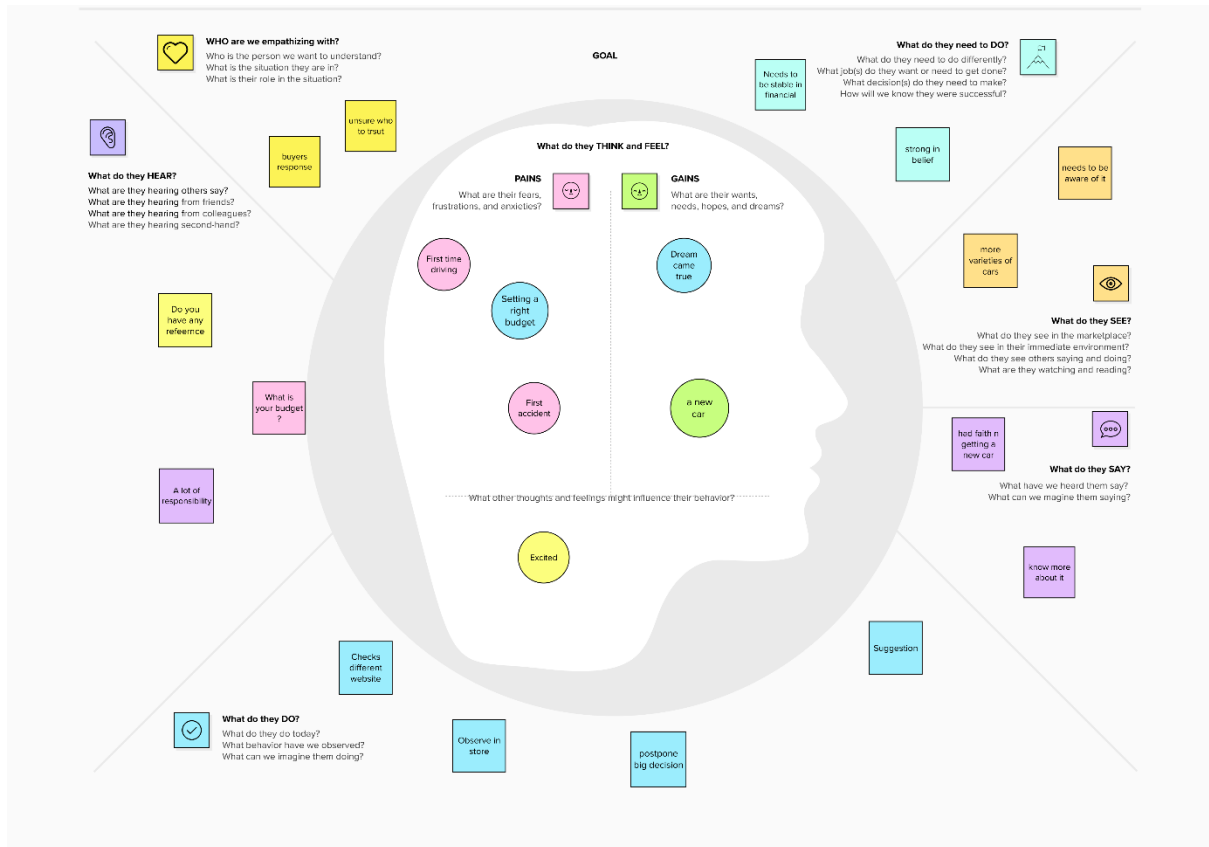 WHO are we empathizing with?
Who is the person we want to understand?
What is the situation they are in?
What is their role in the situation?
unsure who
to trsut
buyers
response
GOAL
What do they need to DO?
What do they need to do differently?
What job(s) do they want or need to get done?
What decision(s) do they need to make?
How will we know they were successful?
Needs to
be stable in
financial
strong in
belief
What do they HEAR?
What are they hearing others say?
What are they hearing from friends?
What are they hearing from colleagues?
What are they hearing second-hand?
Do you
have any
refeernce
What is
your budget
?
A lot of
responsibility
What do they THINK and FEEL?
PAINS
What are their fears,
frustrations, and anxieties?
First time
driving
Setting a
right
budget
First
accident
GAINS
What are their wants,
needs, hopes, and dreams?
Dream
came
true
a new
car
What other thoughts and feelings might influence their behavior?
Excited
needs to be
aware of it
more
varieties of
cars
What do they SEE?
What do they see in the marketplace?
What do they see in their immediate environment?
What do they see others saying and doing?
What are they watching and reading?
had faith n
getting a
new car
What do they SAY?
What have we heard them say?
What can we magine them saying?
know more
about it
Suggestion
Checks
different
website
What do they DO?
What do they do today?
What behavior have we observed?
What can we imagine them doing?
Observe in
store
postpone
big decision